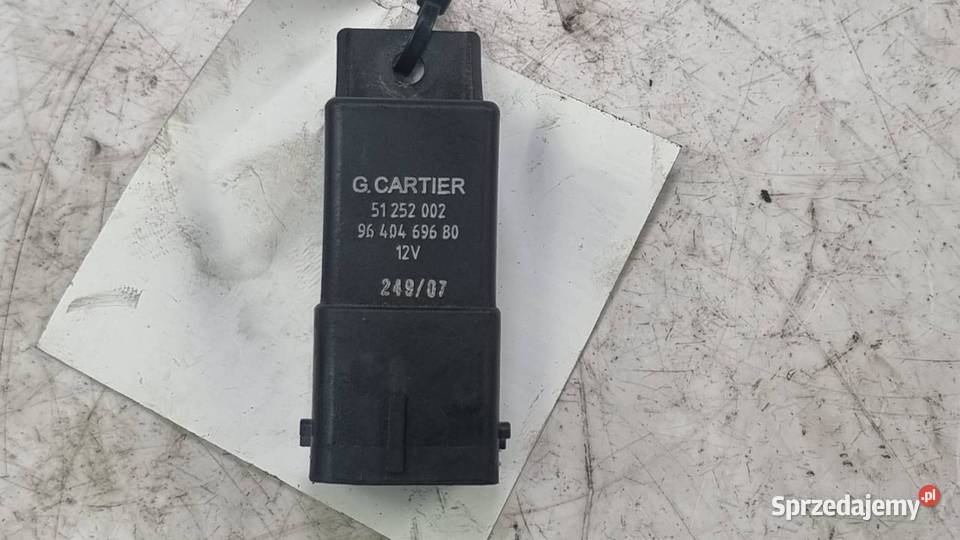 G.CARTIER
51 252 002
96 404 696 80
12V
249/07
Sprzedajemy.pl